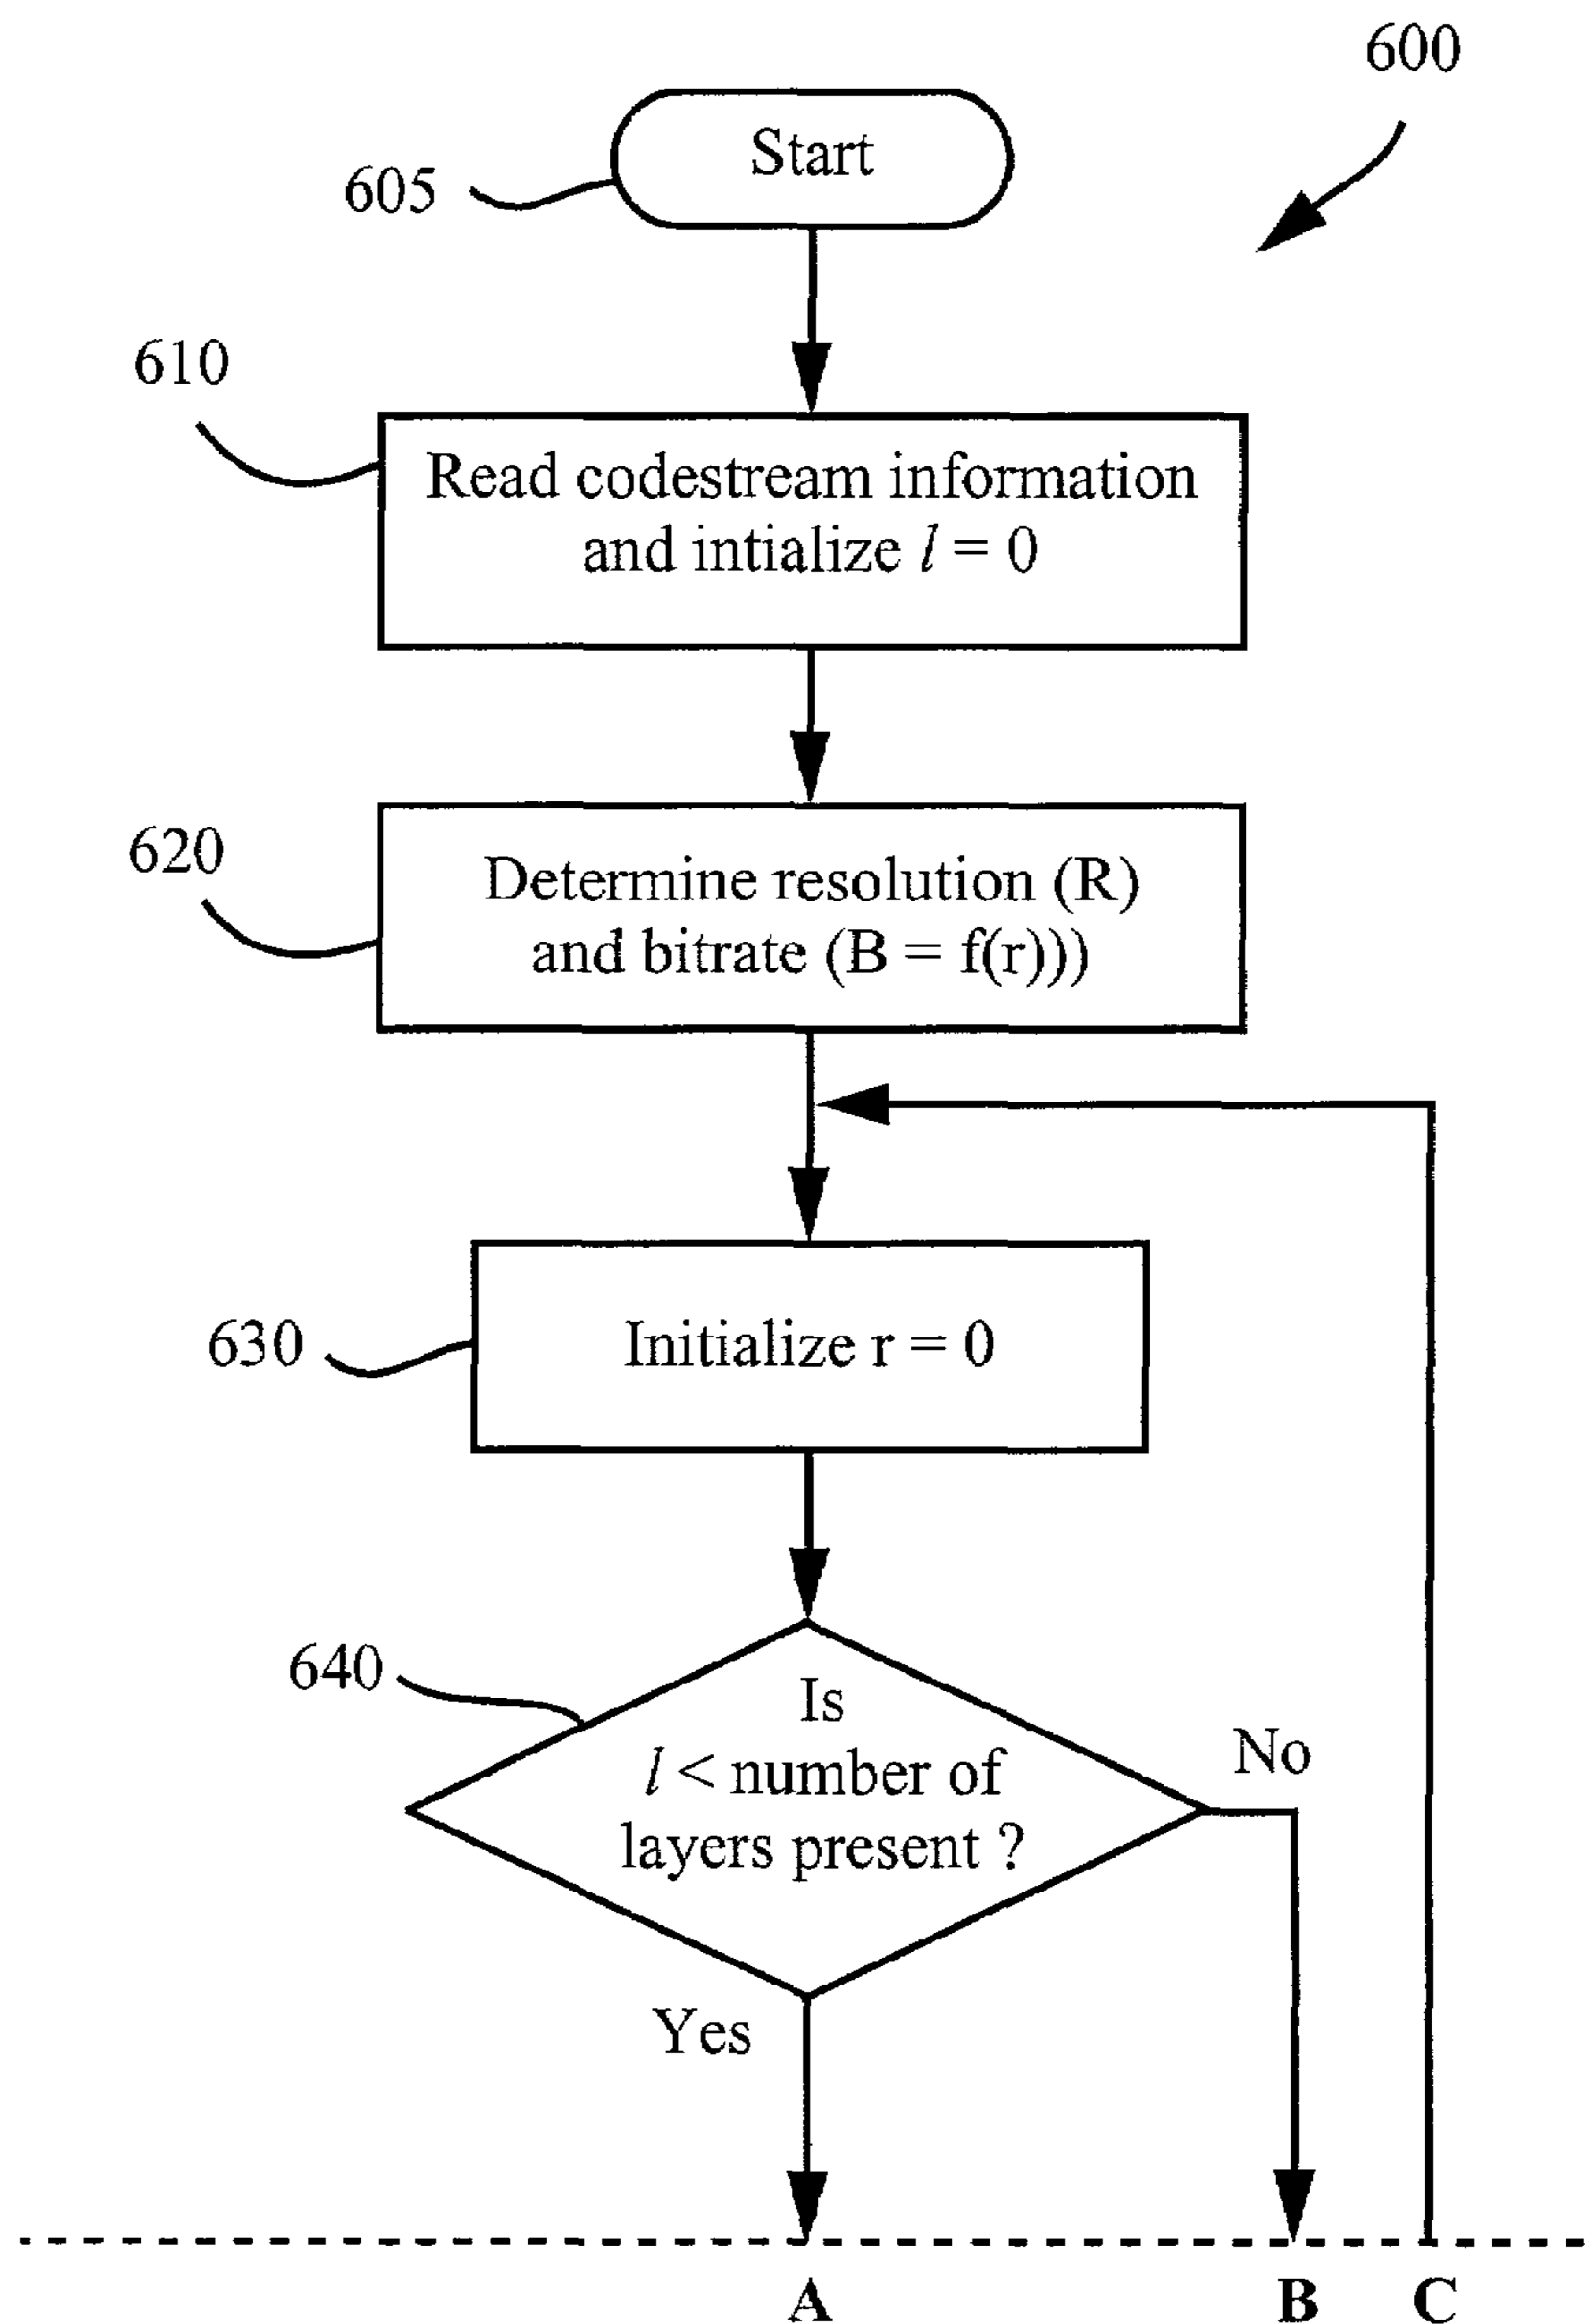 600
Start
605
610
Read codestream information
and intialize l = 0
620
Determine resolution (R)
and bitrate (B = f(r)))
630
Initialize r = 0
640
Is
l < number of
layers present ?
No
Yes
A
B
C